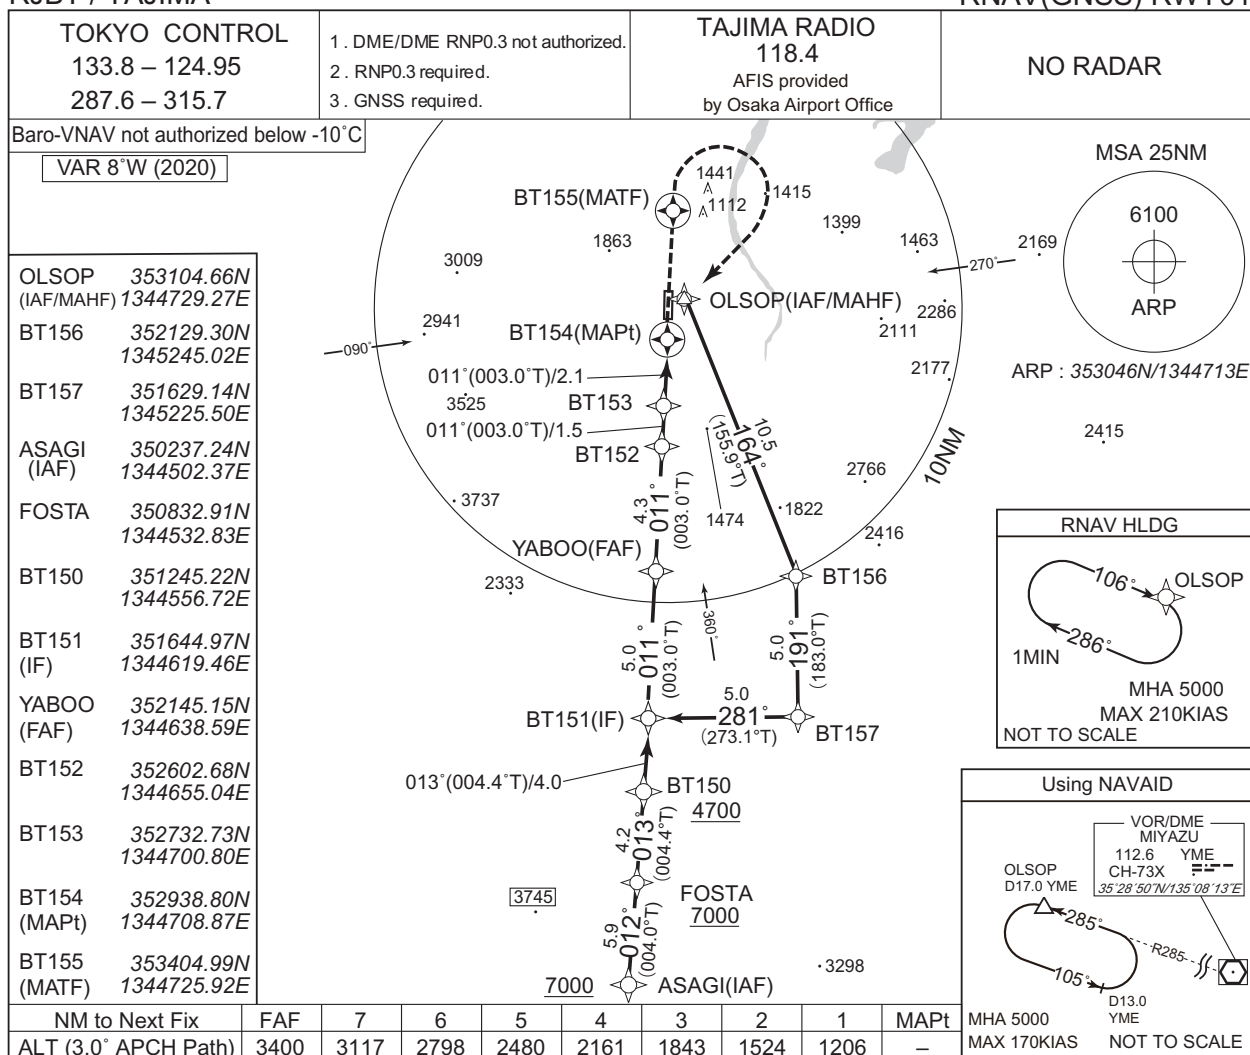 RJBT / TAJIMA
RNAV(GNSS) RWY01
TOKYO CONTROL
133.8 – 124.95
287.6 – 315.7
1 . DME/DME RNP0.3 not authorized.
2 . RNP0.3 required.
3 . GNSS required.
TAJIMA RADIO
118.4
AFIS provided
by Osaka Airport Office
NO RADAR
Baro-VNAV not authorized below -10˚C
VAR 8˚W (2020)
OLSOP 353104.66N
(IAF/MAHF) 1344729.27E
BT156 352129.30N
1345245.02E
BT157 351629.14N
1345225.50E
ASAGI 350237.24N
(IAF) 1344502.37E
FOSTA 350832.91N
1344532.83E
BT150 351245.22N
1344556.72E
BT151 351644.97N
(IF) 1344619.46E
YABOO 352145.15N
(FAF) 1344638.59E
BT152 352602.68N
1344655.04E
BT153 352732.73N
1344700.80E
BT154 352938.80N
(MAPt) 1344708.87E
BT155 353404.99N
(MATF) 1344725.92E
1441
BT155(MATF)
1112
1415
1863
1399
1463
2169
3009
270˚
OLSOP(IAF/MAHF)
2286
2941
BT154(MAPt)
2111
090˚
011˚(003.0˚T)/2.1
2177
3525
BT153
011˚(003.0˚T)/1.5
10.5
164˚
(155.9˚T)
BT152
10NM
2415
2766
3737
4.3
011˚
(003.0˚T)
1474
1822
2416
YABOO(FAF)
BT156
2333
360˚
5.0
011˚
(003.0˚T)
5.0
191˚
(183.0˚T)
5.0
BT151(IF)
281˚
(273.1˚T)
BT157
013˚(004.4˚T)/4.0
BT150
4700
4.2
013˚
(004.4˚T)
3745
FOSTA
7000
5.9
012˚
(004.0˚T)
3298
7000
ASAGI(IAF)
MSA 25NM
6100
ARP
ARP : 353046N/1344713E
RNAV HLDG
106˚
OLSOP
286˚
1MIN
MHA 5000
MAX 210KIAS
NOT TO SCALE
Using NAVAID
VOR/DME
MIYAZU
112.6 YME
CH-73X
35˚28´50˝N/135˚08´13˝E
OLSOP
D17.0 YME
285˚
R285
105˚
D13.0
YME
MHA 5000
MAX 170KIAS
NOT TO SCALE
NM to Next Fix FAF 7 6 5 4 3 2 1 MAPt
ALT (3.0˚ APCH Path) 3400 3117 2798 2480 2161 1843 1524 1206 –